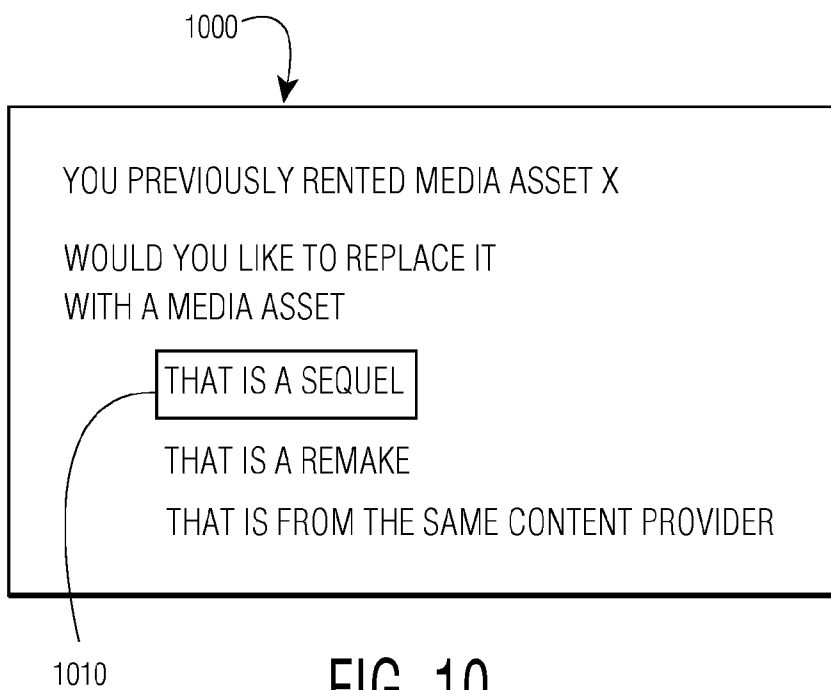 1000
YOU PREVIOUSLY RENTED MEDIA ASSET X
WOULD YOU LIKE TO REPLACE IT
WITH A MEDIA ASSET
THAT IS A SEQUEL
THAT IS A REMAKE
THAT IS FROM THE SAME CONTENT PROVIDER
1010
FIG. 10